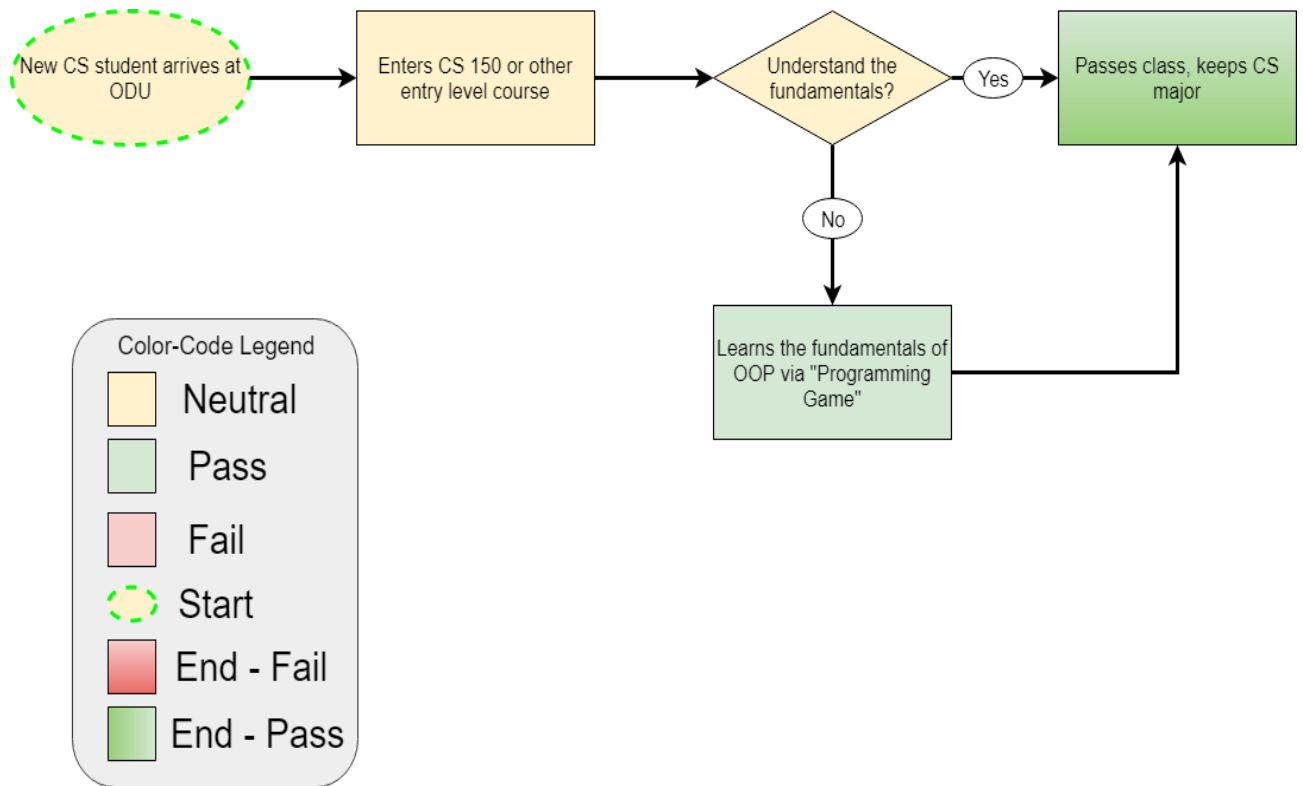 New CS student arrives at
ODU
Enters CS 150 or other
entry level course
Understand the
fundamentals?
Yes
Passes class, keeps CS
major
No
Learns the fundamentals of
OOP via "Programming
Game"
Color-Code Legend
Neutral
Pass
Fail
Start
End - Fail
End - Pass